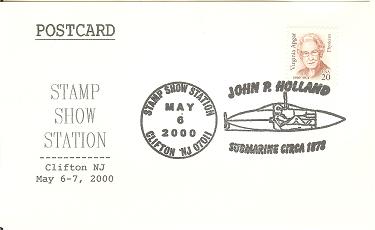 POSTCARD
STAMP
SHOW
STATION
Clifton NJ
May 6-7, 2000
STAMP SHOW STATION
MAY
6
2000
CLIFTON NJ 07011
Virginia Apgar
Physician
20
JOHN P. HOLLAND
SUBMARINE CIRCA 1878